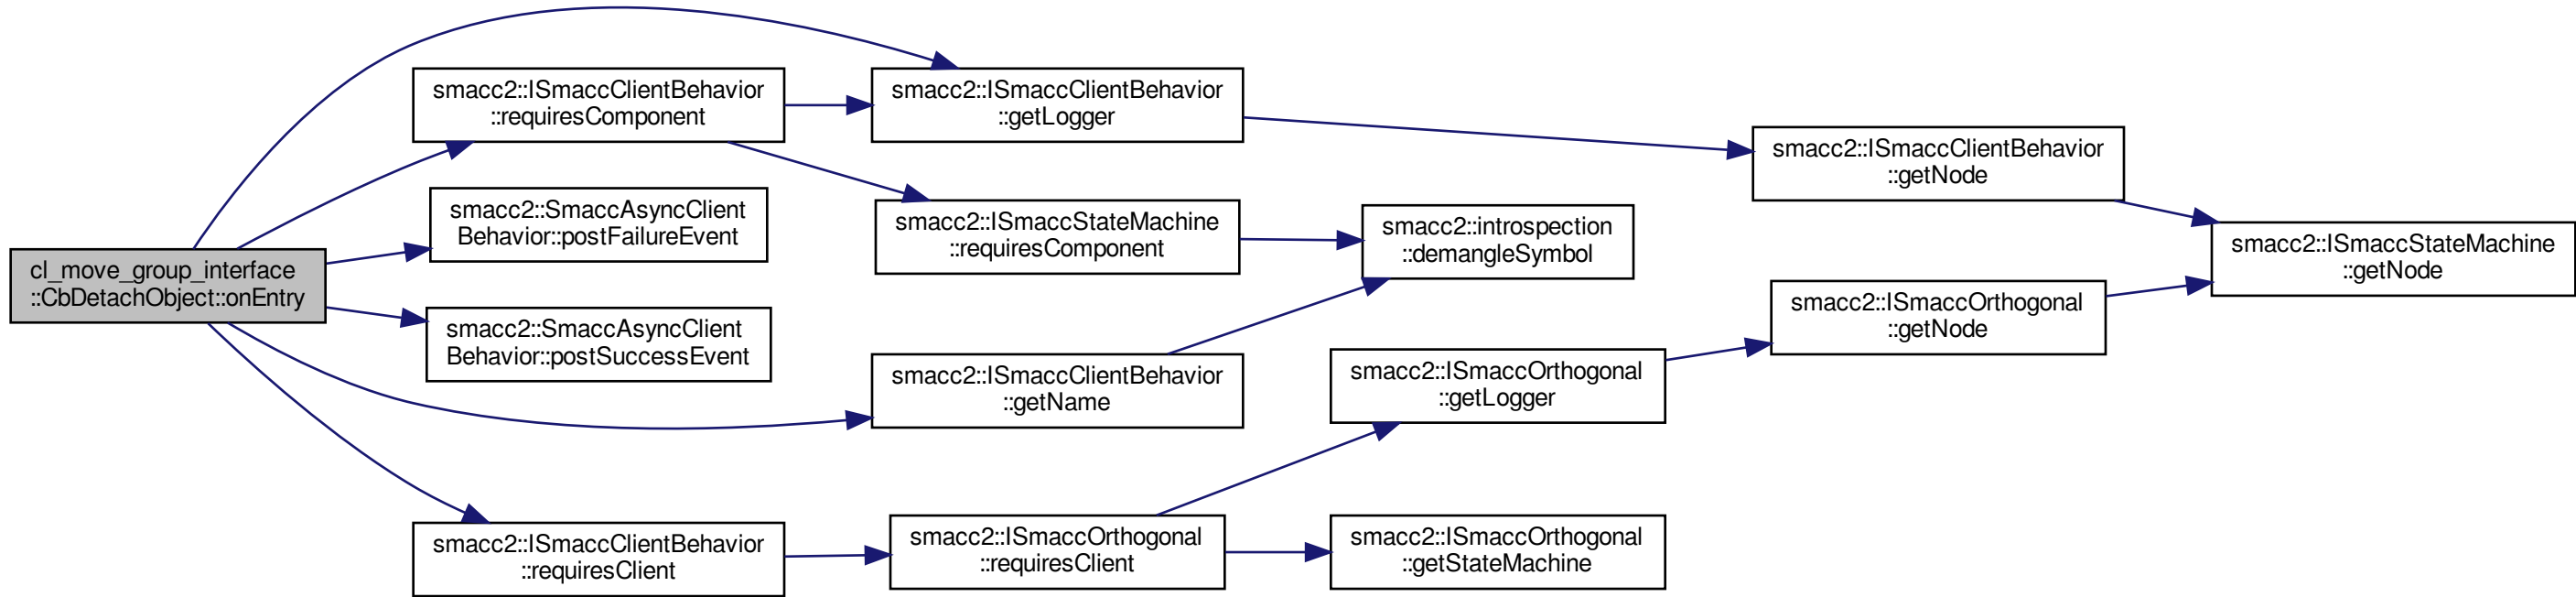 cl_move_group_interface
::CbDetachObject::onEntry
smacc2::ISmaccClientBehavior
::requiresComponent
smacc2::SmaccAsyncClient
Behavior::postFailureEvent
smacc2::SmaccAsyncClient
Behavior::postSuccessEvent
smacc2::ISmaccClientBehavior
::requiresClient
smacc2::ISmaccClientBehavior
::getLogger
smacc2::ISmaccStateMachine
::requiresComponent
smacc2::ISmaccClientBehavior
::getName
smacc2::ISmaccOrthogonal
::requiresClient
smacc2::introspection
::demangleSymbol
smacc2::ISmaccOrthogonal
::getLogger
smacc2::ISmaccOrthogonal
::getStateMachine
smacc2::ISmaccClientBehavior
::getNode
smacc2::ISmaccOrthogonal
::getNode
smacc2::ISmaccStateMachine
::getNode